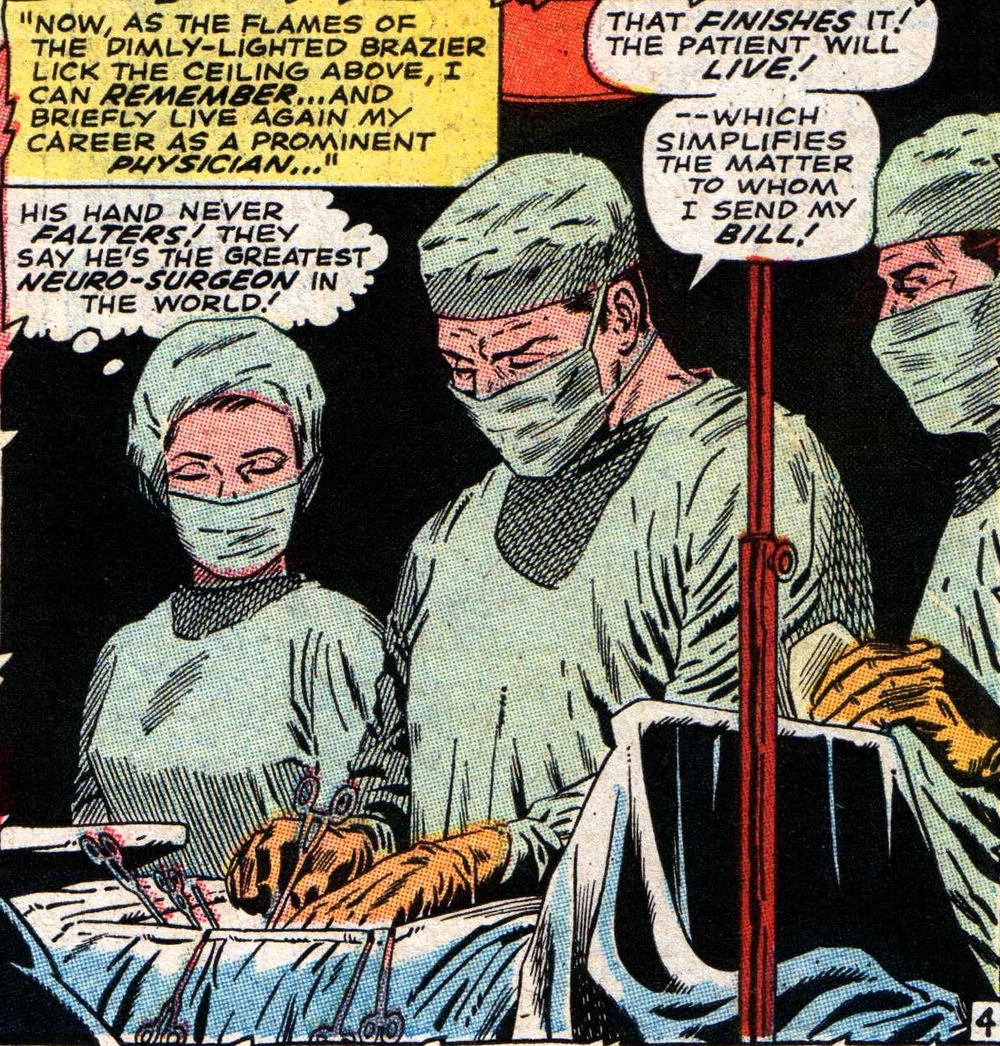 "NOW, AS THE FLAMES OF
THE DIMLY-LIGHTED BRAZIER
LICK THE CEILING ABOVE, I
CAN REMEMBER...AND
BRIEFLY LIVE AGAIN MY
CAREER AS A PROMINENT
PHYSICIAN..."
HIS HAND NEVER
FALTERS! THEY
SAY HE'S THE GREATEST
NEURO-SURGEON IN
THE WORLD!
THAT FINISHES IT!
THE PATIENT WILL
LIVE!
--WHICH
SIMPLIFIES
THE MATTER
TO WHOM
I SEND MY
BILL!
4